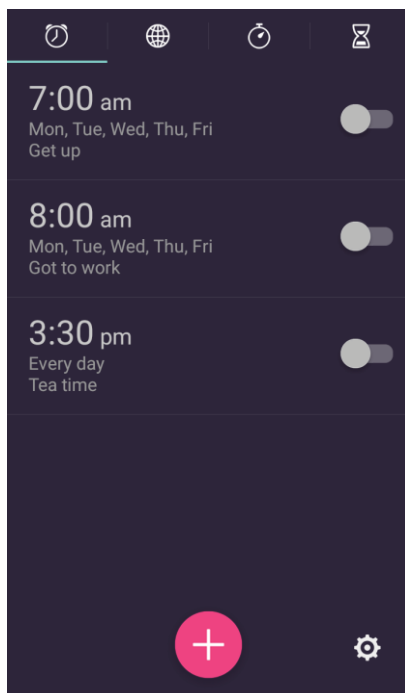 7:00 am
Mon, Tue, Wed, Thu, Fri
Get up
8:00 am
Mon, Tue, Wed, Thu, Fri
Got to work
3:30 pm
Every day
Tea time